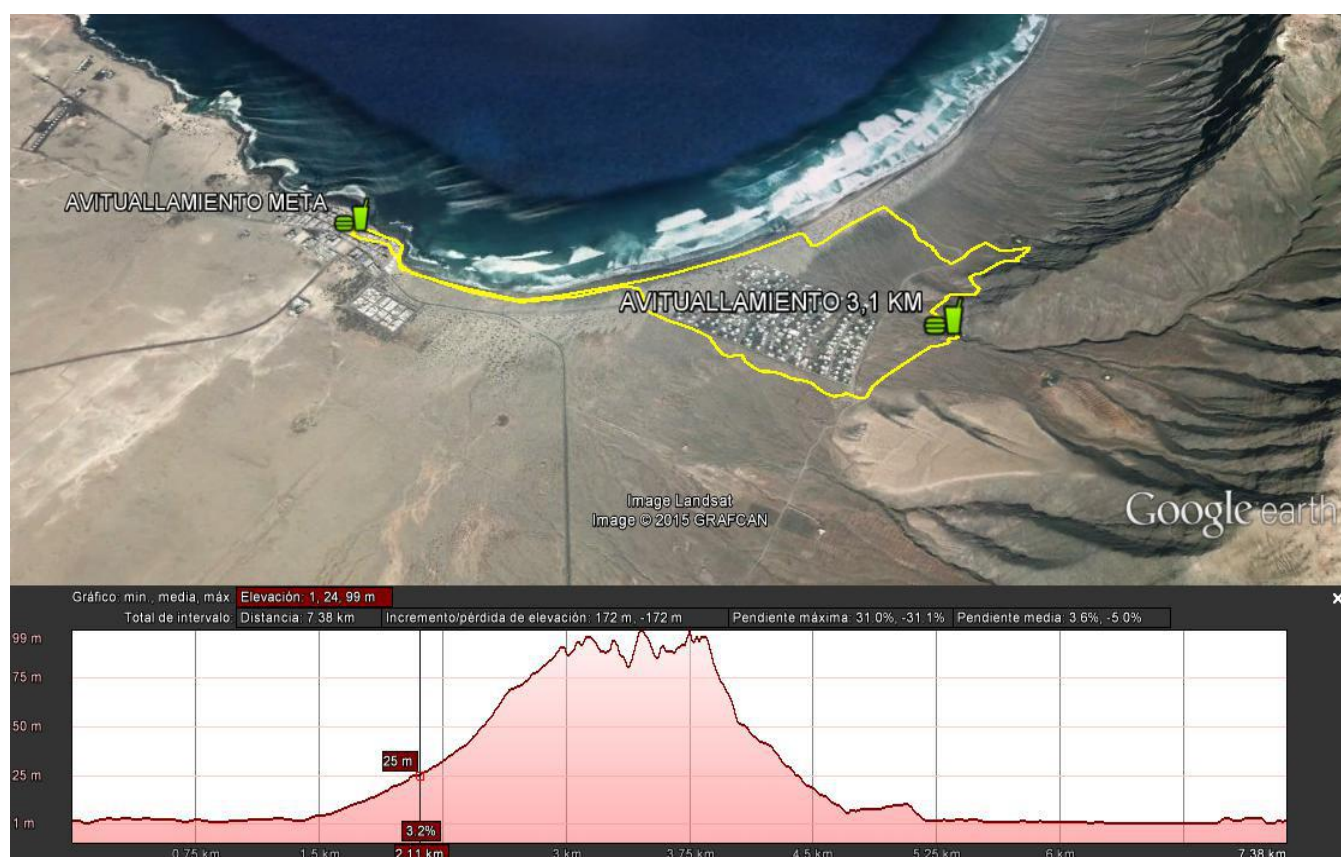 AVITUALLAMIENTO META
AVITUALLAMIENTO 3,1 KM
Image Landsat
Image © 2015 GRAFCAN
Google earth
Gráfico: min., media, máx. Elevación: 1, 24, 99 m
Total de intervalo: Distancia: 7.38 km Incremento/pérdida de elevación: 172 m, -172 m Pendiente máxima: 31.0%, -31.1% Pendiente media: 3.6%, -5.0%
99 m
75 m
50 m
25 m
25 m
1 m
3.2%
0.75 km 1.5 km 2.11 km 3 km 3.75 km 4.5 km 5.25 km 6 km 7.38 km